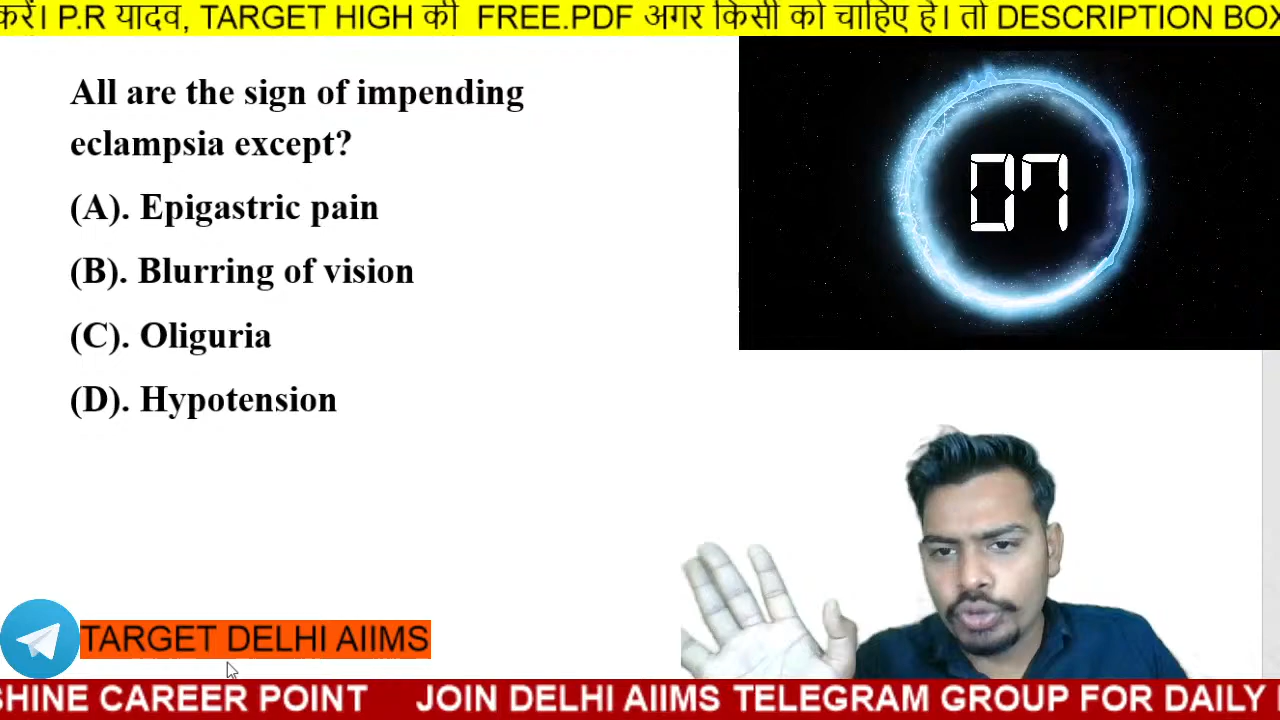 करें। P.R यादव, TARGET HIGH की FREE.PDF अगर किसी को चाहिए है। तो DESCRIPTION BOX
All are the sign of impending
eclampsia except?
07
(A). Epigastric pain
(B). Blurring of vision
(C). Oliguria
(D). Hypotension
TARGET DELHI AIIMS
SHINE CAREER POINT JOIN DELHI AIIMS TELEGRAM GROUP FOR DAILY